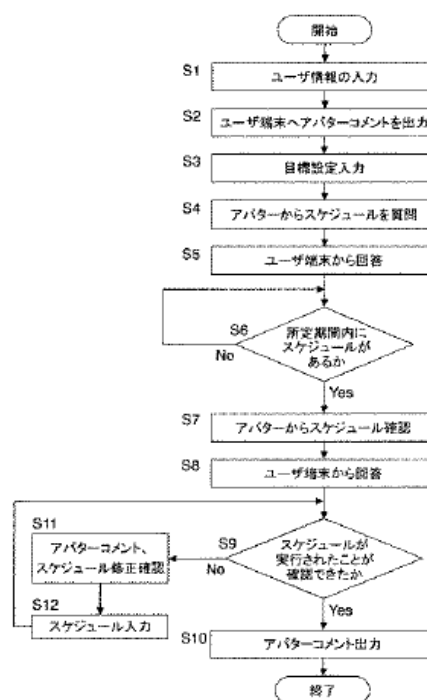 開始
S1
ユーザ情報の入力
S2
ユーザ端末へアバターコメントを出力
S3
目標設定入力
S4
アバターからスケジュールを質問
S5
ユーザ端末から回答
S6
所定期間内に
スケジュールが
あるか
No
Yes
S7
アバターからスケジュール確認
S8
ユーザ端末から回答
S9
スケジュールが
実行されたことが
確認できたか
No
S11
アバターコメント、
スケジュール修正確認
S12
スケジュール入力
Yes
S10
アバターコメント出力
終了